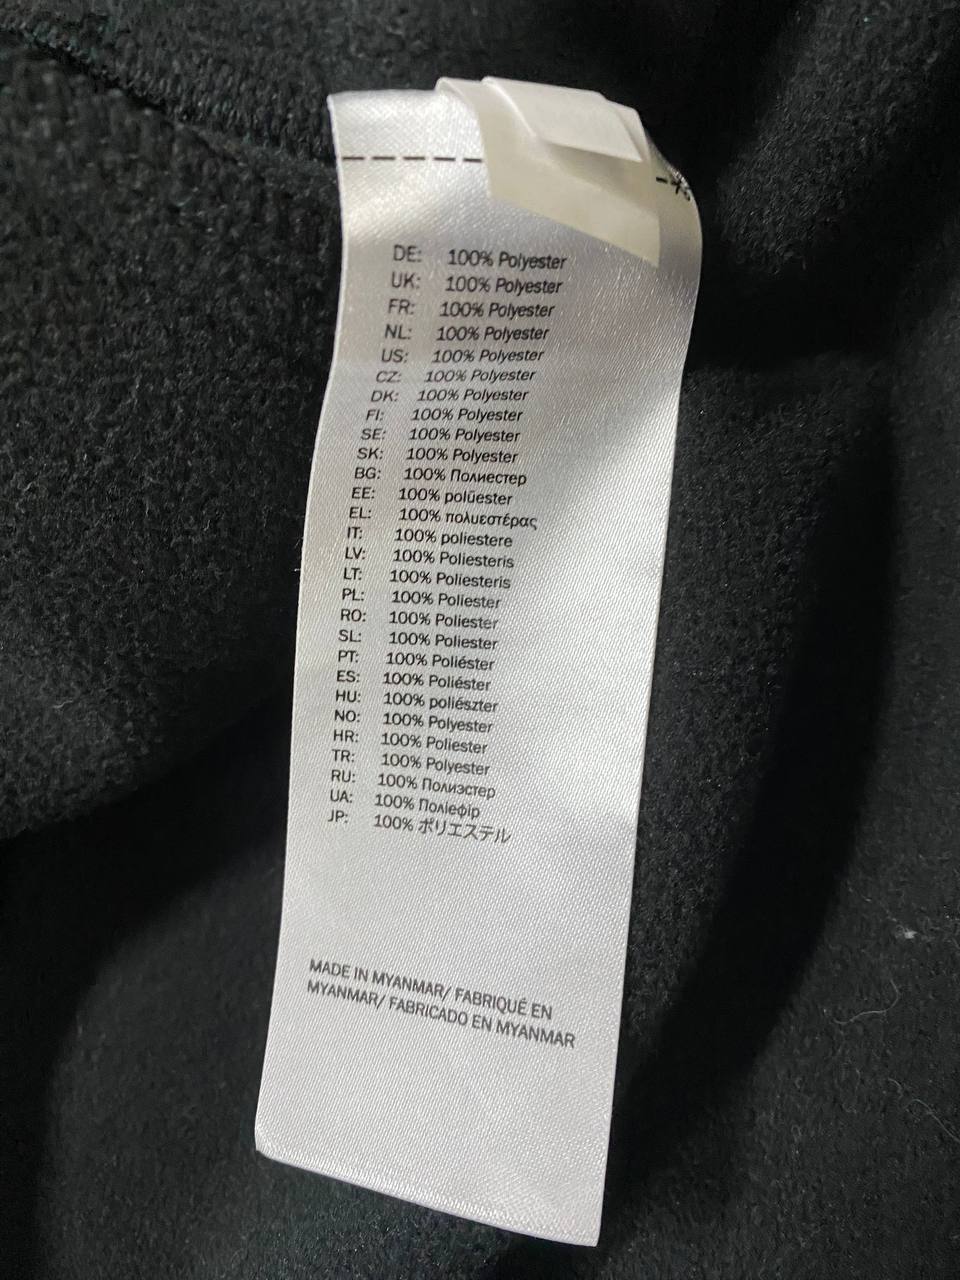 DE: 100% Polyester
UK: 100% Polyester
FR: 100% Polyester
NL: 100% Polyester
US: 100% Polyester
CZ: 100% Polyester
DK: 100% Polyester
FI: 100% Polyester
SE: 100% Polyester
SK: 100% Polyester
BG: 100% Полиестер
EE: 100% polüester
EL: 100% πολυεστέρας
IT: 100% poliestere
LV: 100% Poliesteris
LT: 100% Poliesteris
PL: 100% Poliester
RO: 100% Poliester
SL: 100% Poliester
PT: 100% Poliéster
ES: 100% Poliéster
HU: 100% poliészter
NO: 100% Polyester
HR: 100% Poliester
TR: 100% Polyester
RU: 100% Полиэстер
UA: 100% Поліефір
JP: 100% ポリエステル
MADE IN MYANMAR/ FABRIQUÉ EN
MYANMAR/ FABRICADO EN MYANMAR